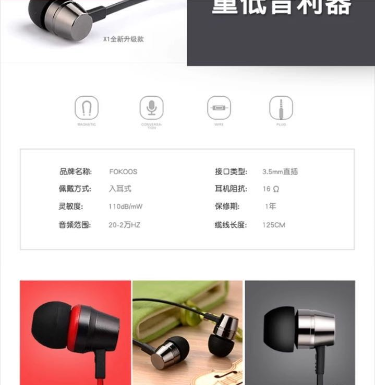 重低音利器
X1全新升级款
品牌名称: FOKOOS
接口类型: 3.5mm直插
佩戴方式: 入耳式
耳机阻抗: 16 Ω
灵敏度: 110dB/mW
保修期: 1年
音频范围: 20-2万HZ
缆线长度: 125CM